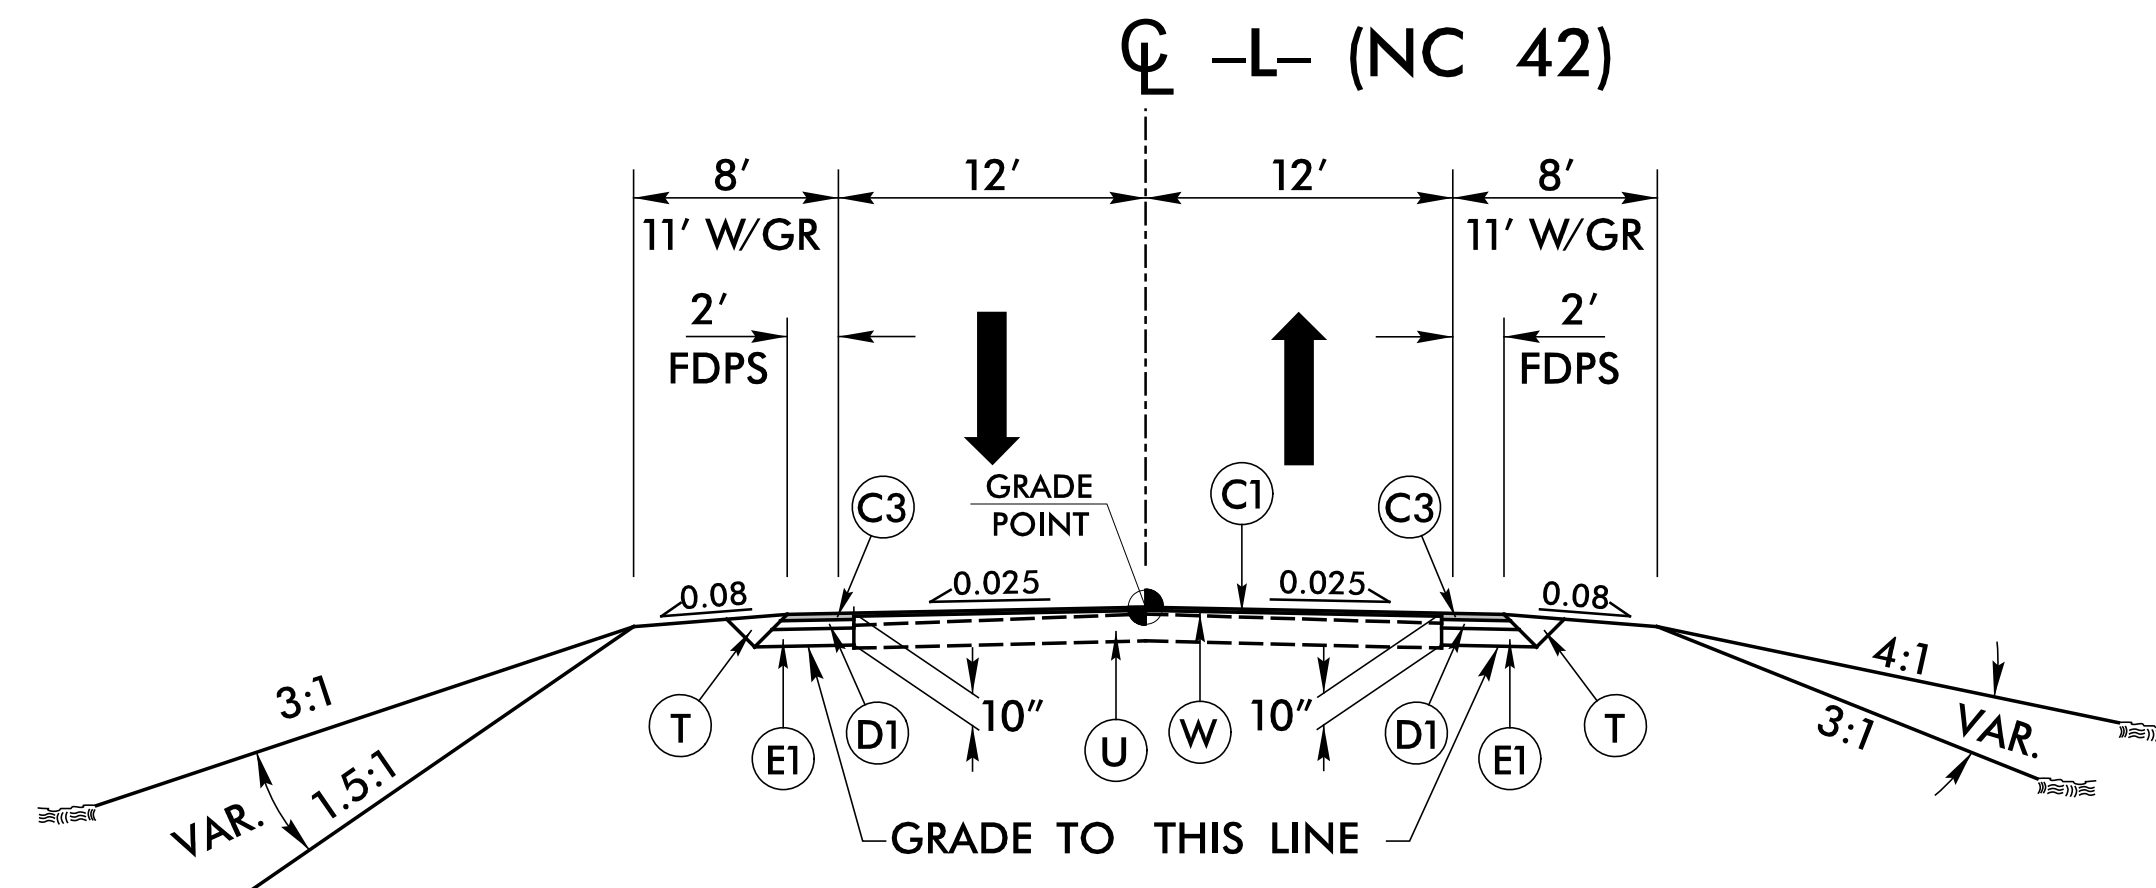 ℄ –L– (NC 42)
8' 12' 12' 8'
11' W/GR 11' W/GR
2' 2'
FDPS FDPS
GRADE
POINT
C3 C1 C3
0.08 0.025 0.025 0.08
3:1 4:1
T E1 D1 10" U W 10" D1 E1 T
3:1 VAR.
VAR. 1.5:1
GRADE TO THIS LINE